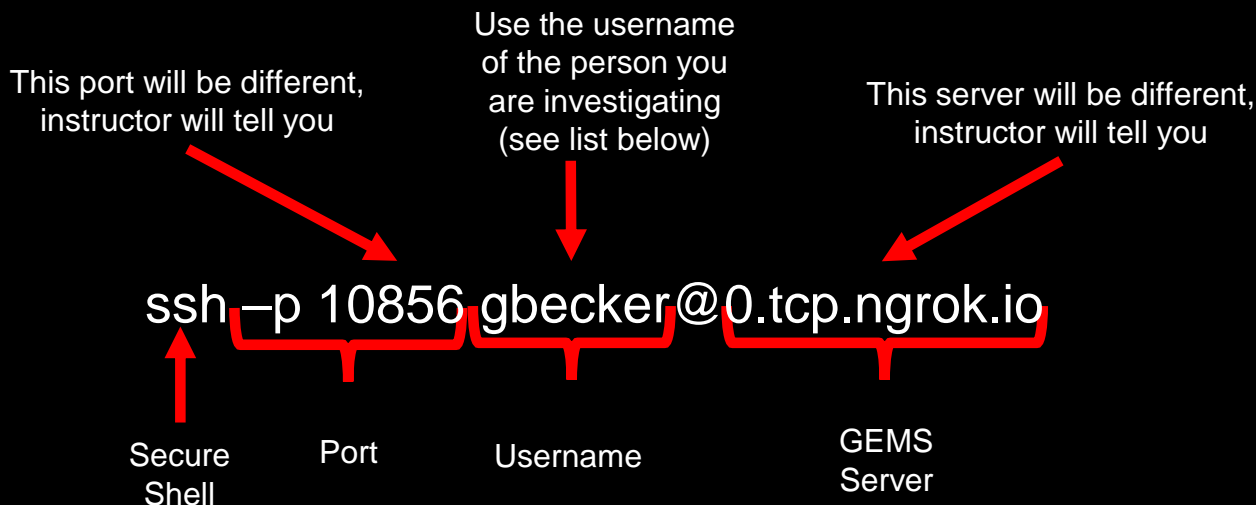 Use the username
of the person you
are investigating
(see list below)
This port will be different,
instructor will tell you
This server will be different,
instructor will tell you
ssh –p 10856 gbecker@0.tcp.ngrok.io
Secure
Shell
Port
Username
GEMS
Server